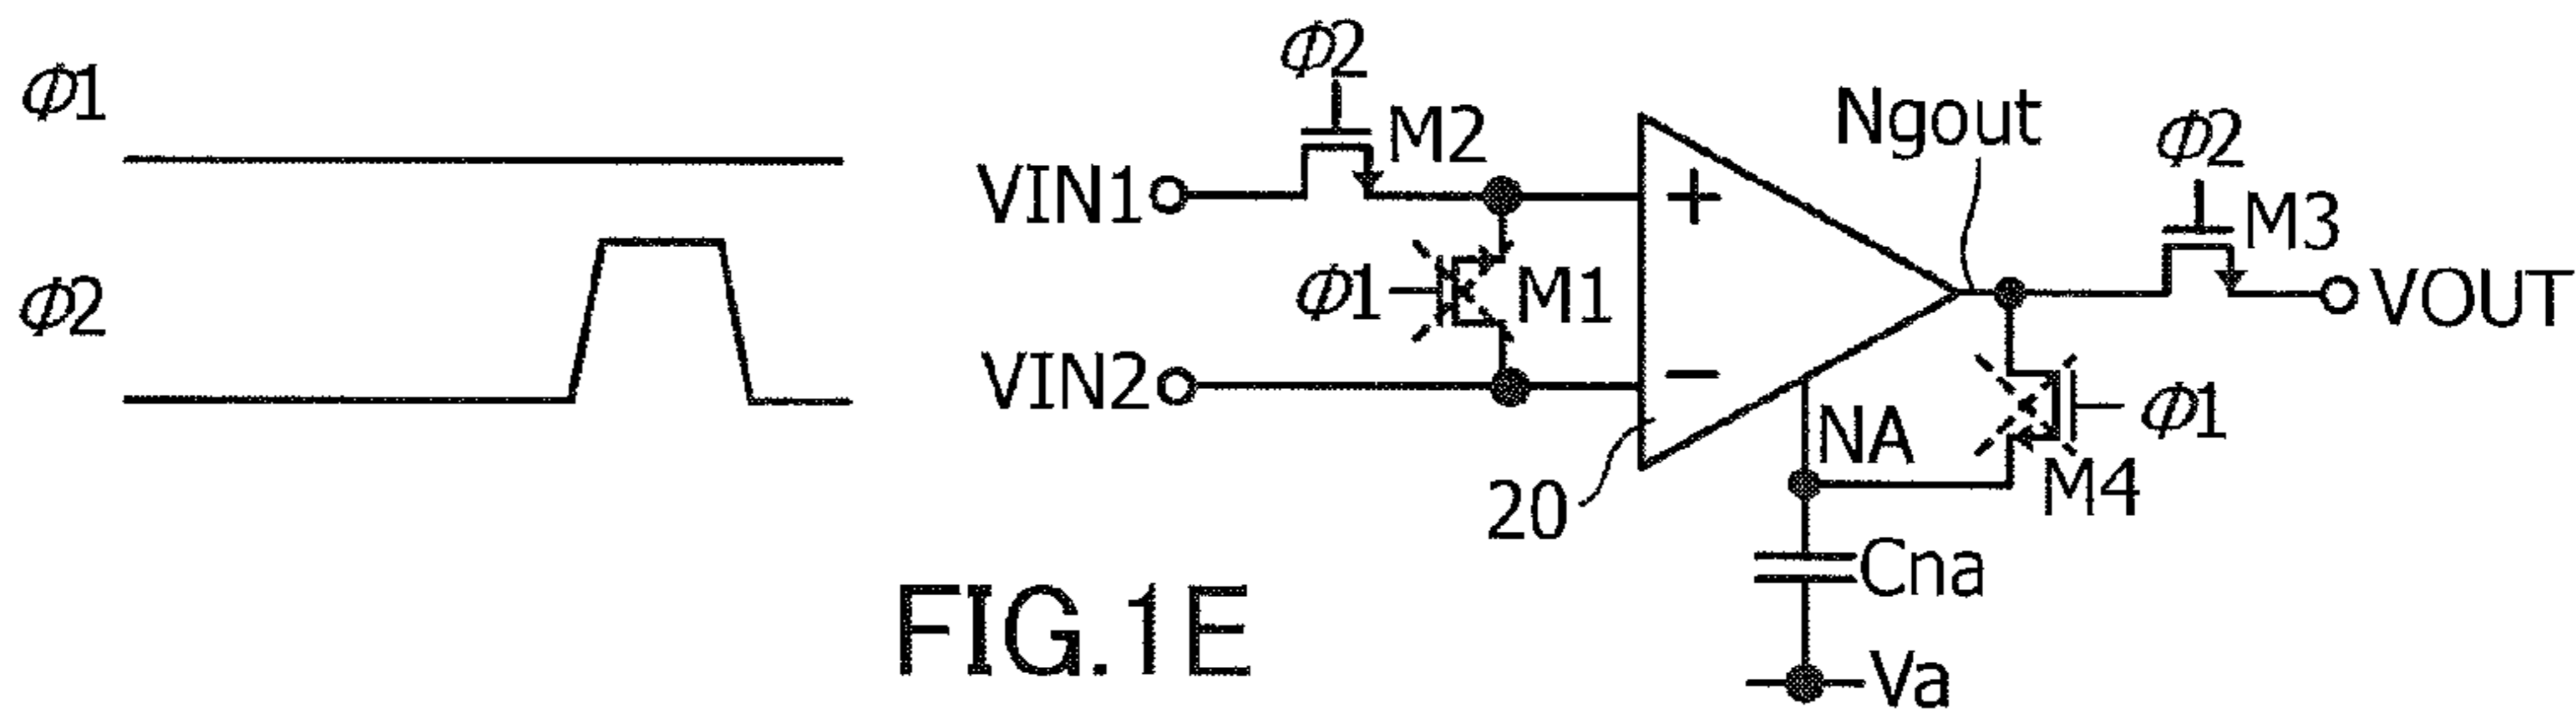 Φ1
Φ2
Φ2
M2
VIN1
+
Φ1
M1
VIN2
−
20
NA
Ngout
Φ2
M3
VOUT
Φ1
M4
Cna
Va
FIG.1E